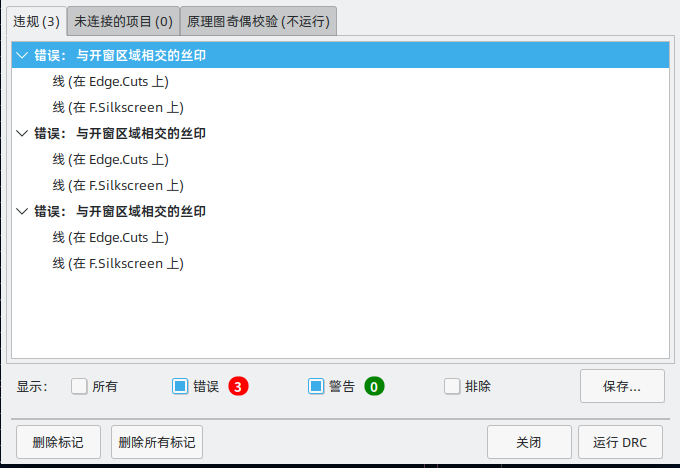 违规 (3) 未连接的项目 (0) 原理图奇偶校验 (不运行)
错误： 与开窗区域相交的丝印
线 (在 Edge.Cuts 上)
线 (在 F.Silkscreen 上)
错误： 与开窗区域相交的丝印
线 (在 Edge.Cuts 上)
线 (在 F.Silkscreen 上)
错误： 与开窗区域相交的丝印
线 (在 Edge.Cuts 上)
线 (在 F.Silkscreen 上)
显示： 所有 错误 3 警告 0 排除 保存...
删除标记 删除所有标记 关闭 运行 DRC